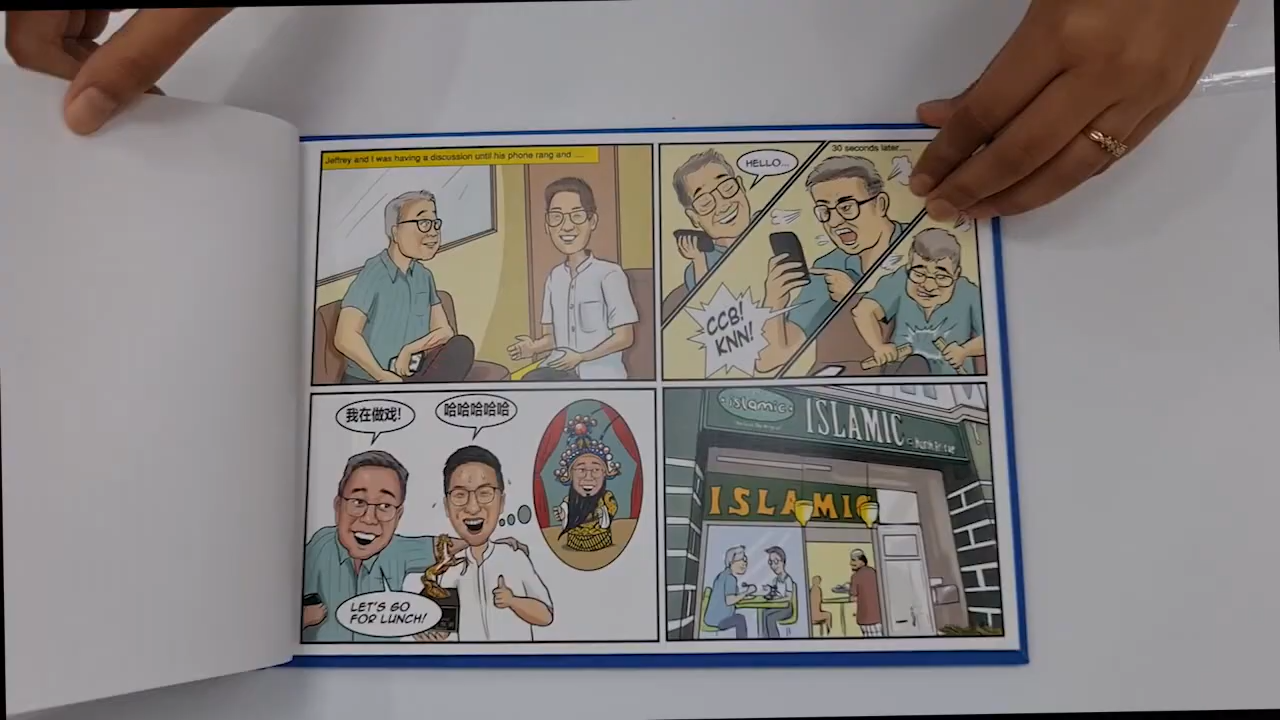 Jeffrey and I was having a discussion until his phone rang and ....
HELLO...
30 seconds later.....
CCB!
KNN!
我在做戏!
哈哈哈哈哈
LET'S GO
FOR LUNCH!
islamic
ISLAMIC
ISLAMIC